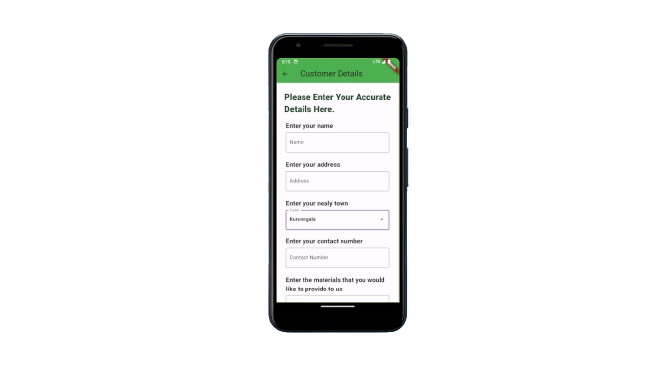 8:15
LTE
Customer Details
Please Enter Your Accurate
Details Here.
Enter your name
Name
Enter your address
Address
Enter your nealy town
Town
Kurunegala
Enter your contact number
Contact Number
Enter the materials that you would
like to provide to us